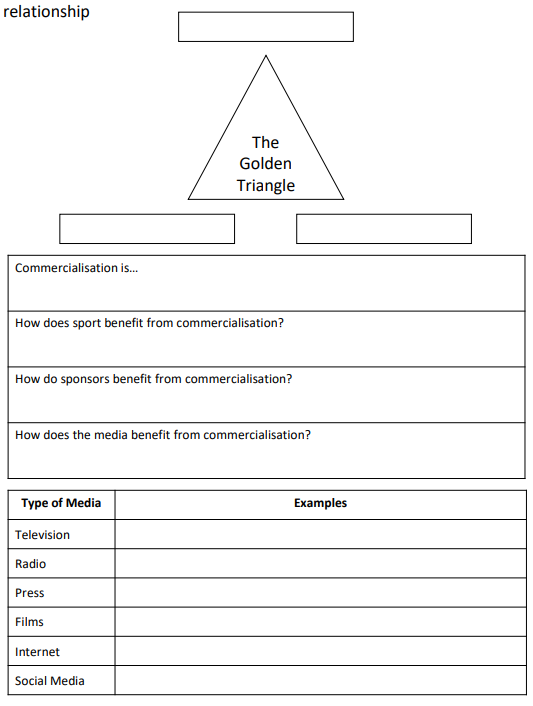 relationship
The
Golden
Triangle
Commercialisation is…
How does sport benefit from commercialisation?
How do sponsors benefit from commercialisation?
How does the media benefit from commercialisation?
Type of Media Examples
Television
Radio
Press
Films
Internet
Social Media